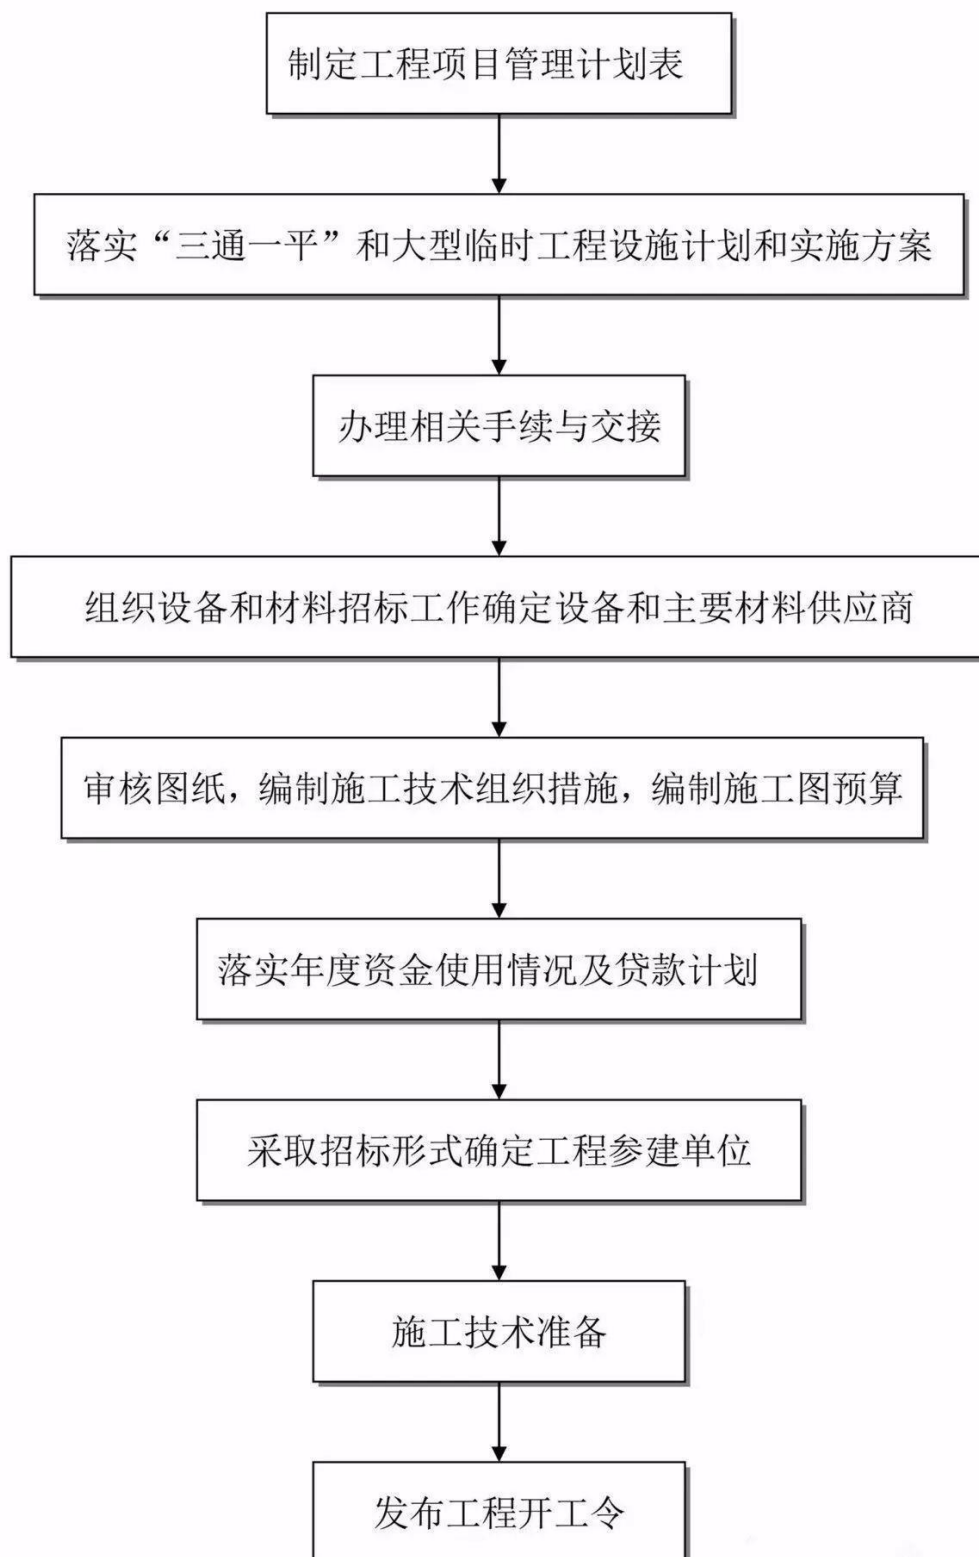 制定工程项目管理计划表
落实“三通一平”和大型临时工程设施计划和实施方案
办理相关手续与交接
组织设备和材料招标工作确定设备和主要材料供应商
审核图纸，编制施工技术组织措施，编制施工图预算
落实年度资金使用情况及贷款计划
采取招标形式确定工程参建单位
施工技术准备
发布工程开工令